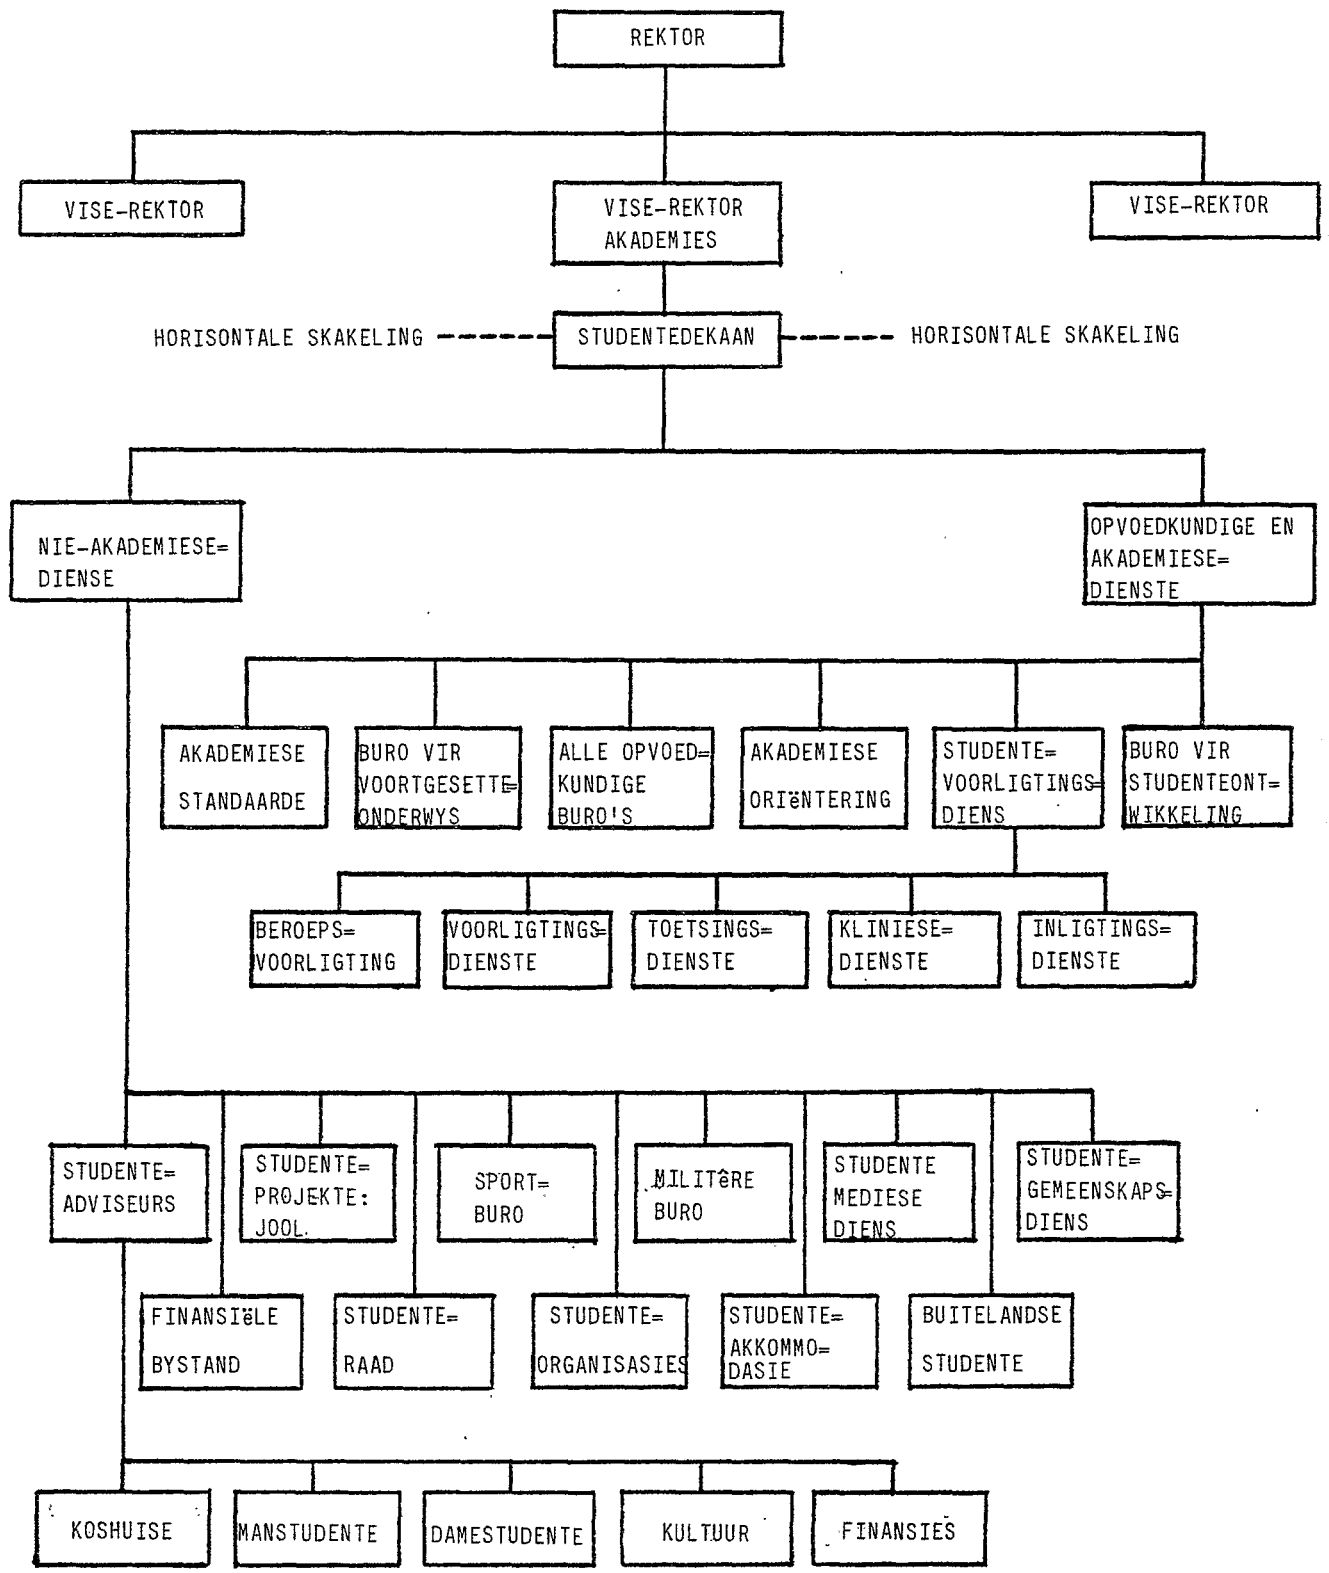 REKTOR
VISE-REKTOR
VISE-REKTOR
AKADEMIES
VISE-REKTOR
HORISONTALE SKAKELING
STUDENTEDEKAAN
HORISONTALE SKAKELING
NIE-AKADEMIESE=
DIENSE
OPVOEDKUNDIGE EN
AKADEMIESE=
DIENSTE
AKADEMIESE
STANDAARDE
BURO VIR
VOORTGESETTE=
ONDERWYS
ALLE OPVOED=
KUNDIGE
BURO'S
AKADEMIESE
ORIËNTERING
STUDENTE=
VOORLIGTINGS=
DIENS
BURO VIR
STUDENTEONT=
WIKKELING
BEROEPS=
VOORLIGTING
VOORLIGTINGS=
DIENSTE
TOETSINGS=
DIENSTE
KLINIESE=
DIENSTE
INLIGTINGS=
DIENSTE
STUDENTE=
ADVISEURS
STUDENTE=
PROJEKTE:
JOOL.
SPORT=
BURO
MILITêRE
BURO
STUDENTE
MEDIESE
DIENS
STUDENTE=
GEMEENSKAPS=
DIENS
FINANSIëLE
BYSTAND
STUDENTE=
RAAD
STUDENTE=
ORGANISASIES
STUDENTE=
AKKOMMO=
DASIE
BUITELANDSE
STUDENTE
KOSHUISE
MANSTUDENTE
DAMESTUDENTE
KULTUUR
FINANSIES